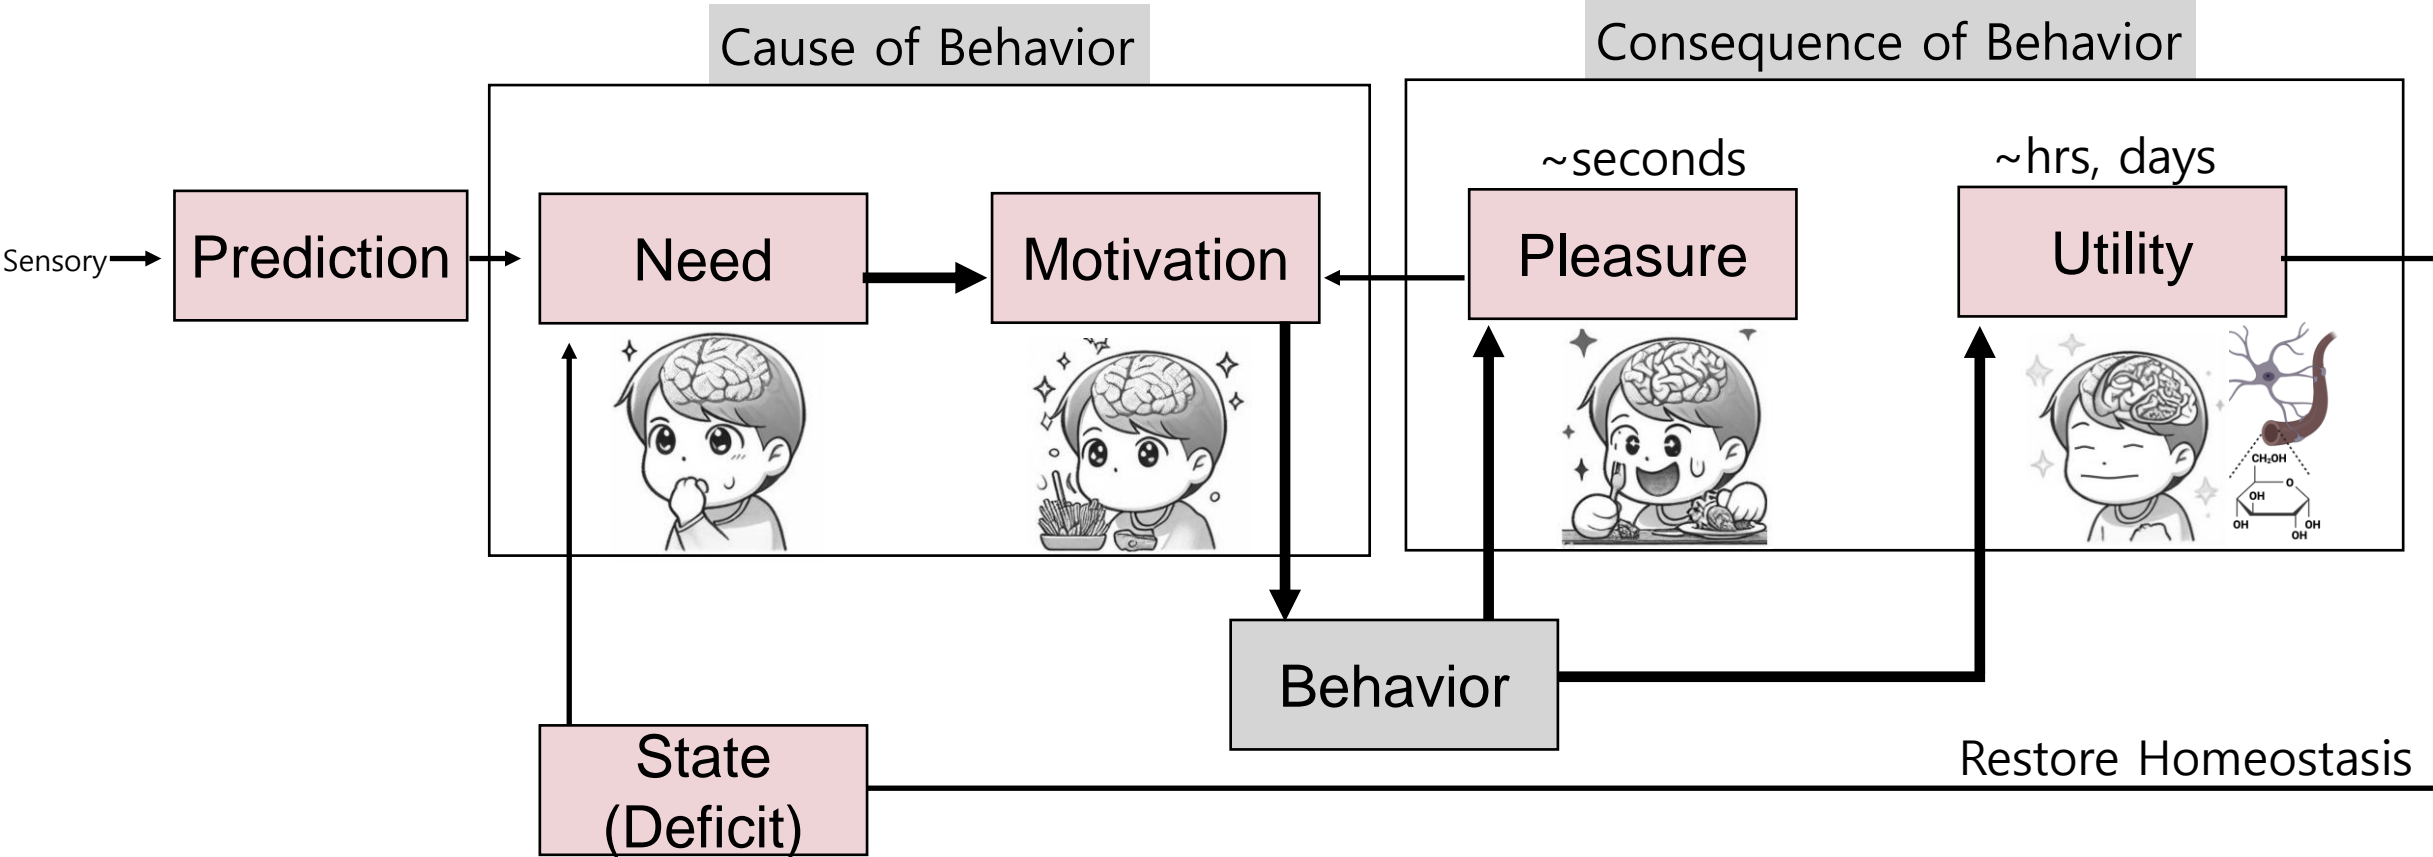 Cause of Behavior
Consequence of Behavior
~seconds
~hrs, days
Sensory
Prediction
Need
Motivation
Pleasure
Utility
CH₂OH
O
OH
OH
OH
OH
Behavior
State
(Deficit)
Restore Homeostasis